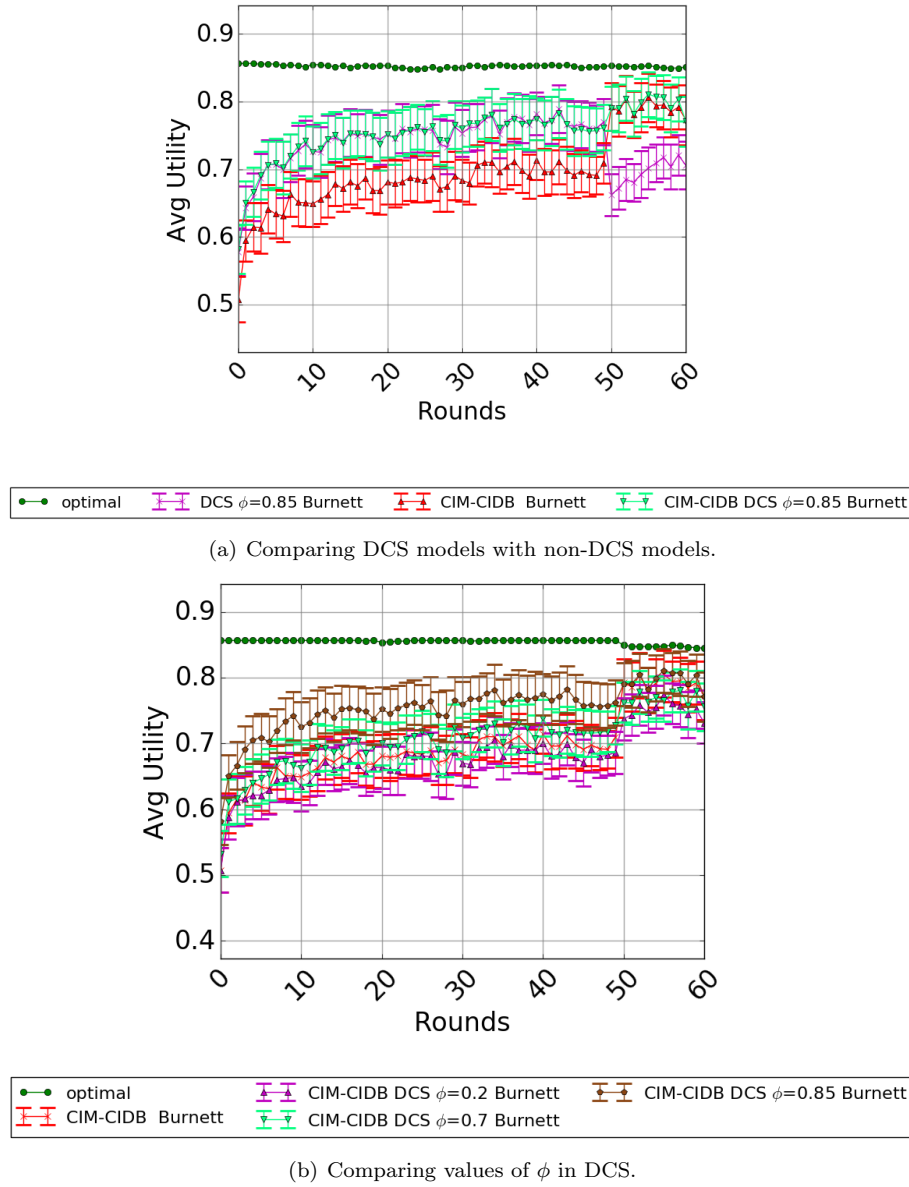 0.9
0.8
0.7
0.6
0.5
Avg Utility
0 10 20 30 40 50 60
Rounds
optimal DCS ϕ=0.85 Burnett CIM-CIDB Burnett CIM-CIDB DCS ϕ=0.85 Burnett
(a) Comparing DCS models with non-DCS models.
0.9
0.8
0.7
0.6
0.5
0.4
Avg Utility
0 10 20 30 40 50 60
Rounds
optimal CIM-CIDB DCS ϕ=0.2 Burnett CIM-CIDB DCS ϕ=0.85 Burnett
CIM-CIDB Burnett CIM-CIDB DCS ϕ=0.7 Burnett
(b) Comparing values of ϕ in DCS.